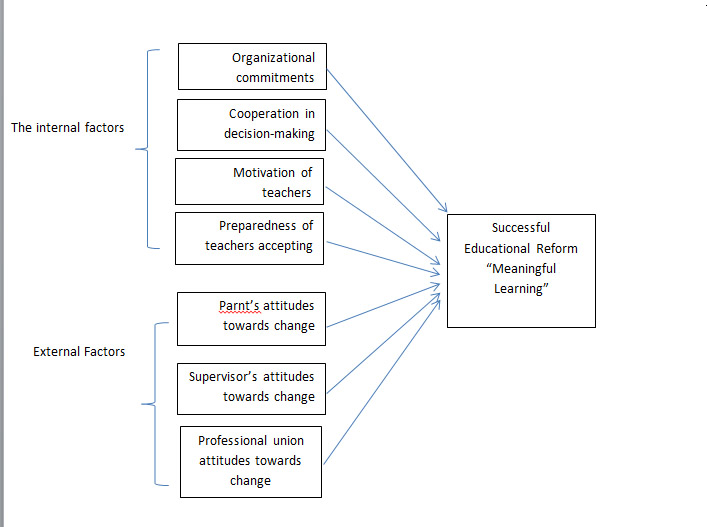 The internal factors
Organizational
commitments
Cooperation in
decision-making
Motivation of
teachers
Preparedness of
teachers accepting
External Factors
Parnt’s attitudes
towards change
Supervisor’s attitudes
towards change
Professional union
attitudes towards
change
Successful
Educational Reform
“Meaningful
Learning”